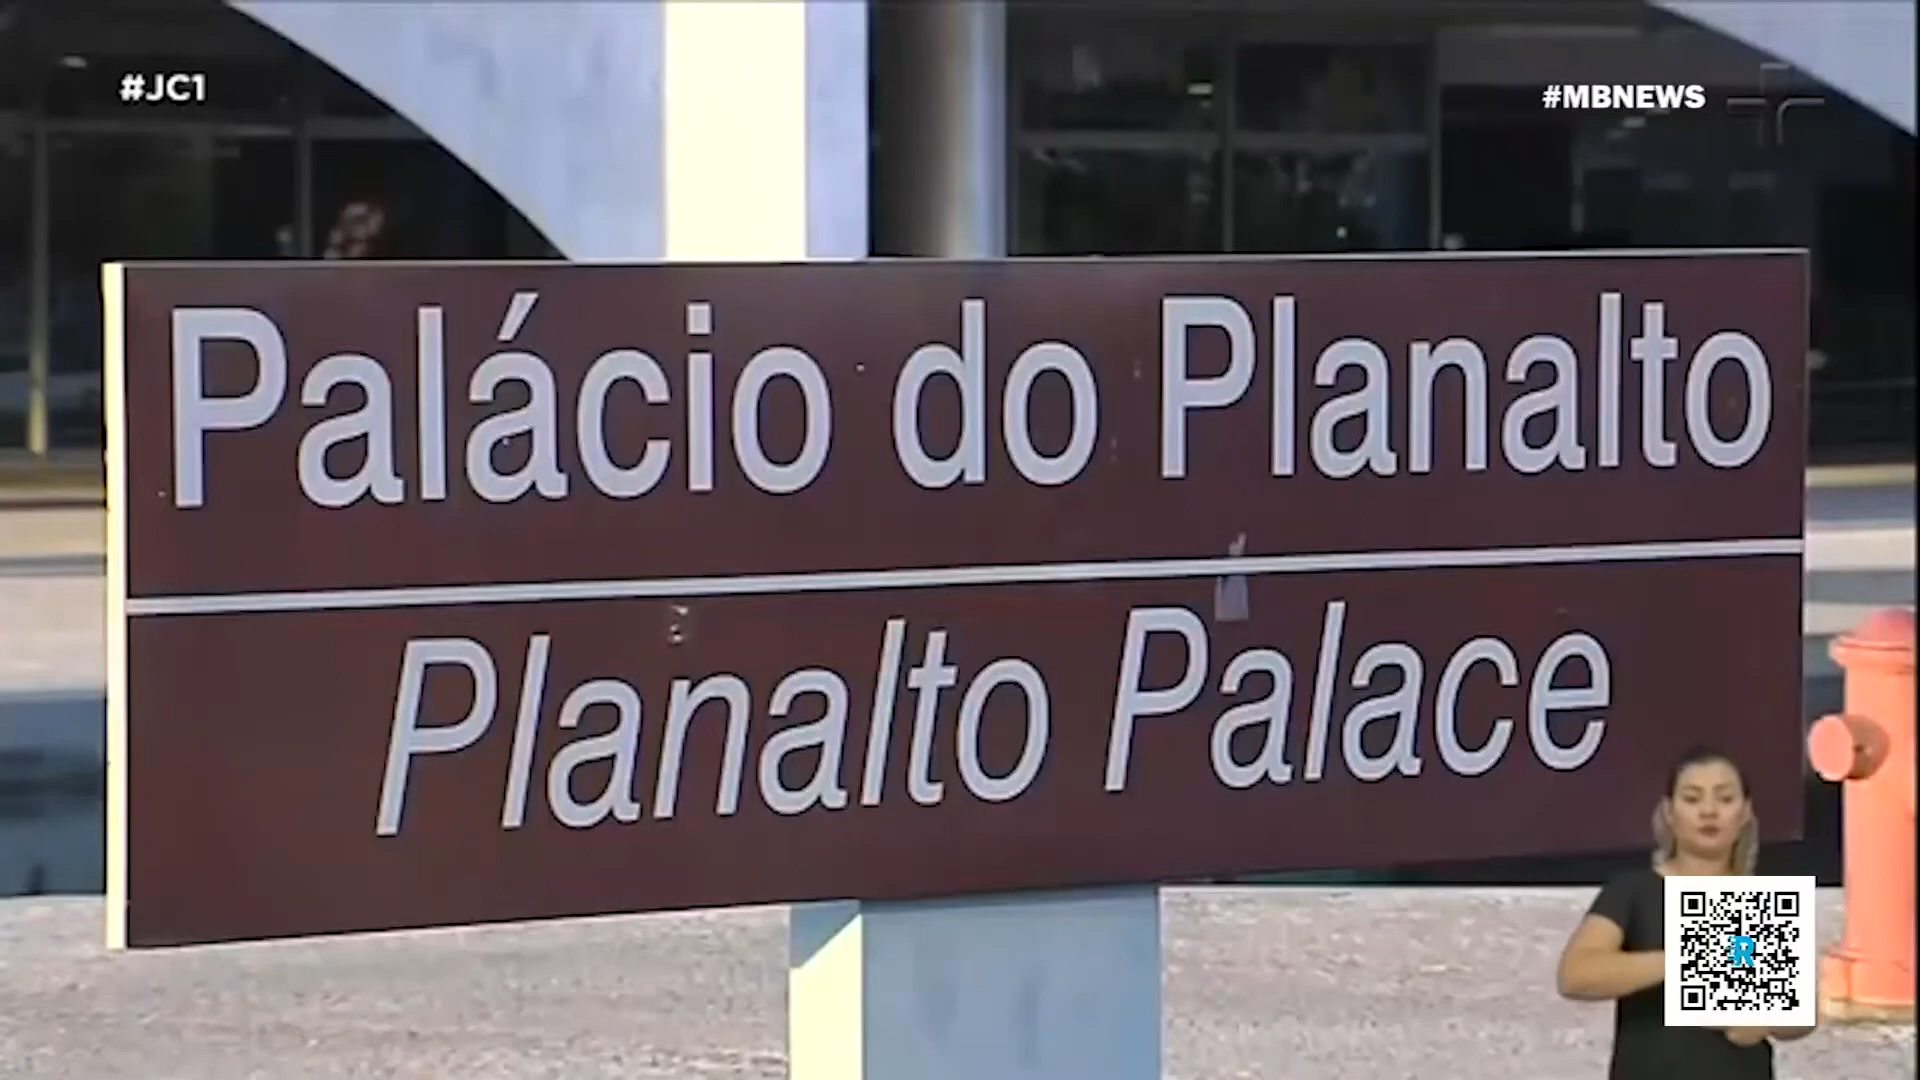 #JC1
#MBNEWS
Palácio do Planalto
Planalto Palace
R